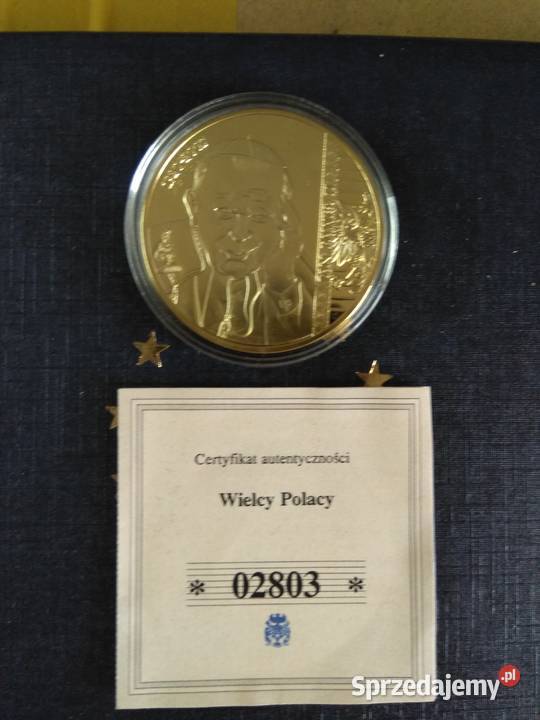 Certyfikat autentyczności
Wielcy Polacy
* 02803 *
Sprzedajemy.pl